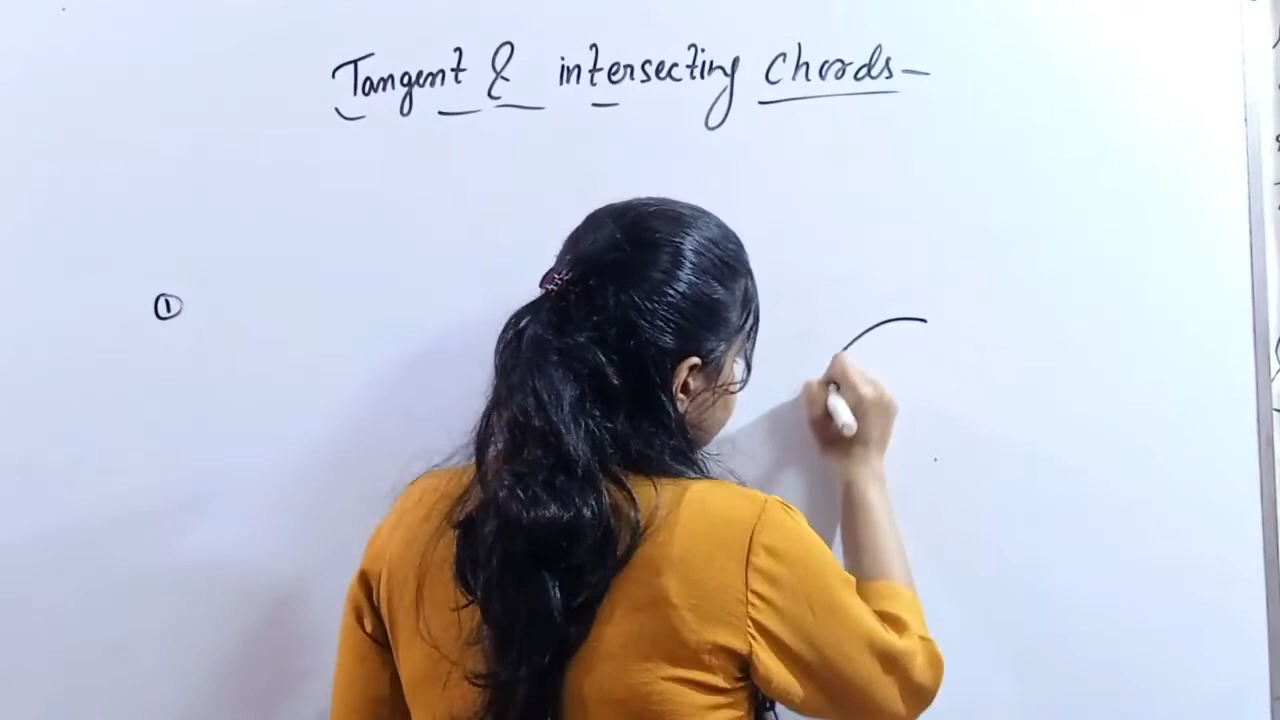 Tangent & intersecting chords -
①